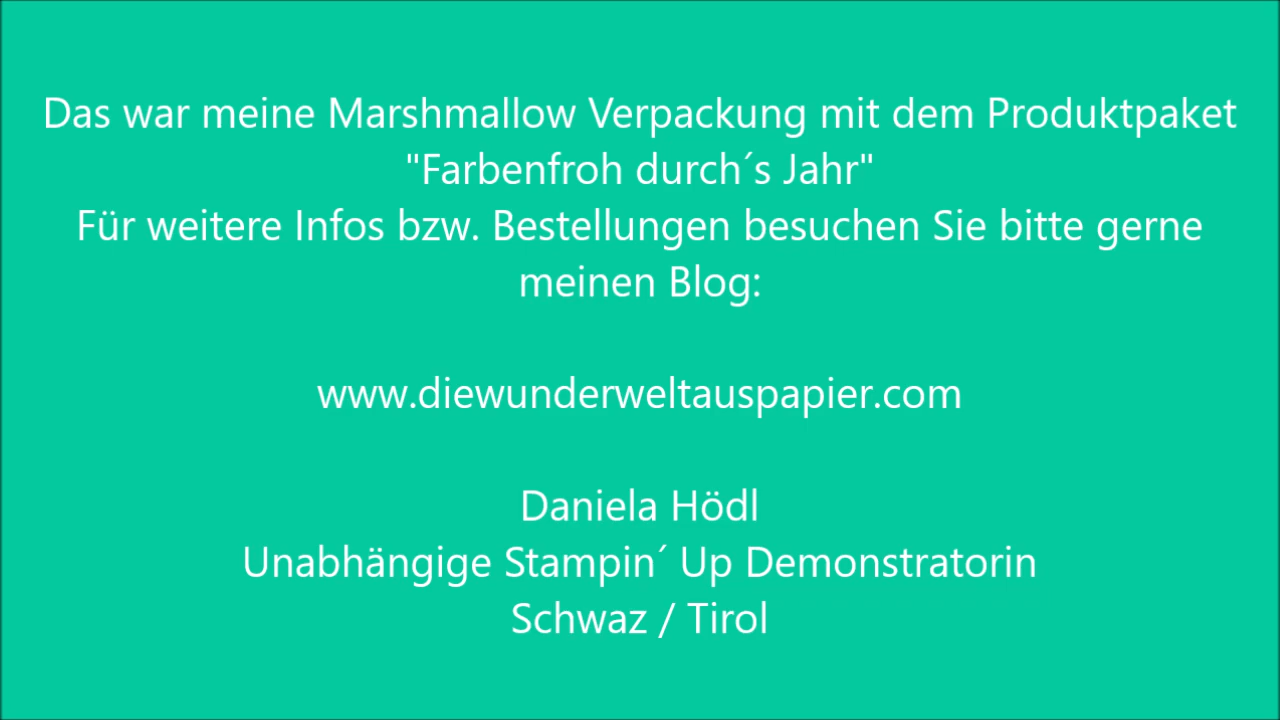 Das war meine Marshmallow Verpackung mit dem Produktpaket
"Farbenfroh durch´s Jahr"
Für weitere Infos bzw. Bestellungen besuchen Sie bitte gerne
meinen Blog:
www.diewunderweltauspapier.com
Daniela Hödl
Unabhängige Stampin´ Up Demonstratorin
Schwaz / Tirol